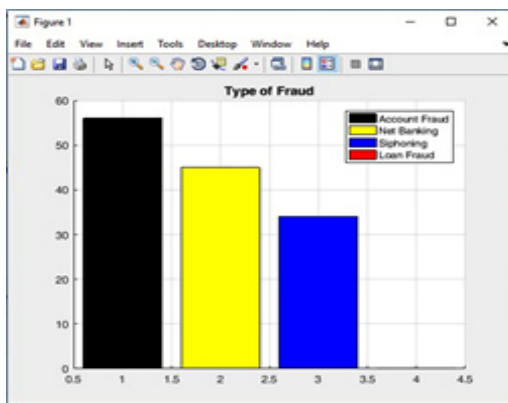 Figure 1
File Edit View Insert Tools Desktop Window Help
Type of Fraud
Account Fraud
Net Banking
Siphoning
Loan Fraud
60
50
40
30
20
10
0
0.5 1 1.5 2 2.5 3 3.5 4 4.5